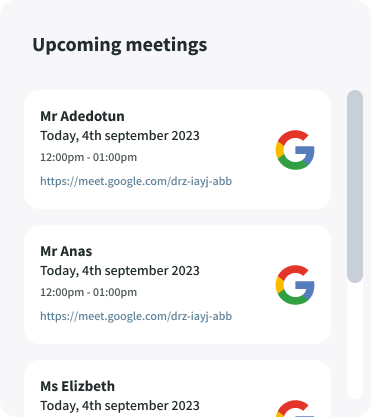 Upcoming meetings
Mr Adedotun
Today, 4th september 2023
12:00pm - 01:00pm
https://meet.google.com/drz-iayj-abb
Mr Anas
Today, 4th september 2023
12:00pm - 01:00pm
https://meet.google.com/drz-iayj-abb
Ms Elizbeth
Today, 4th september 2023